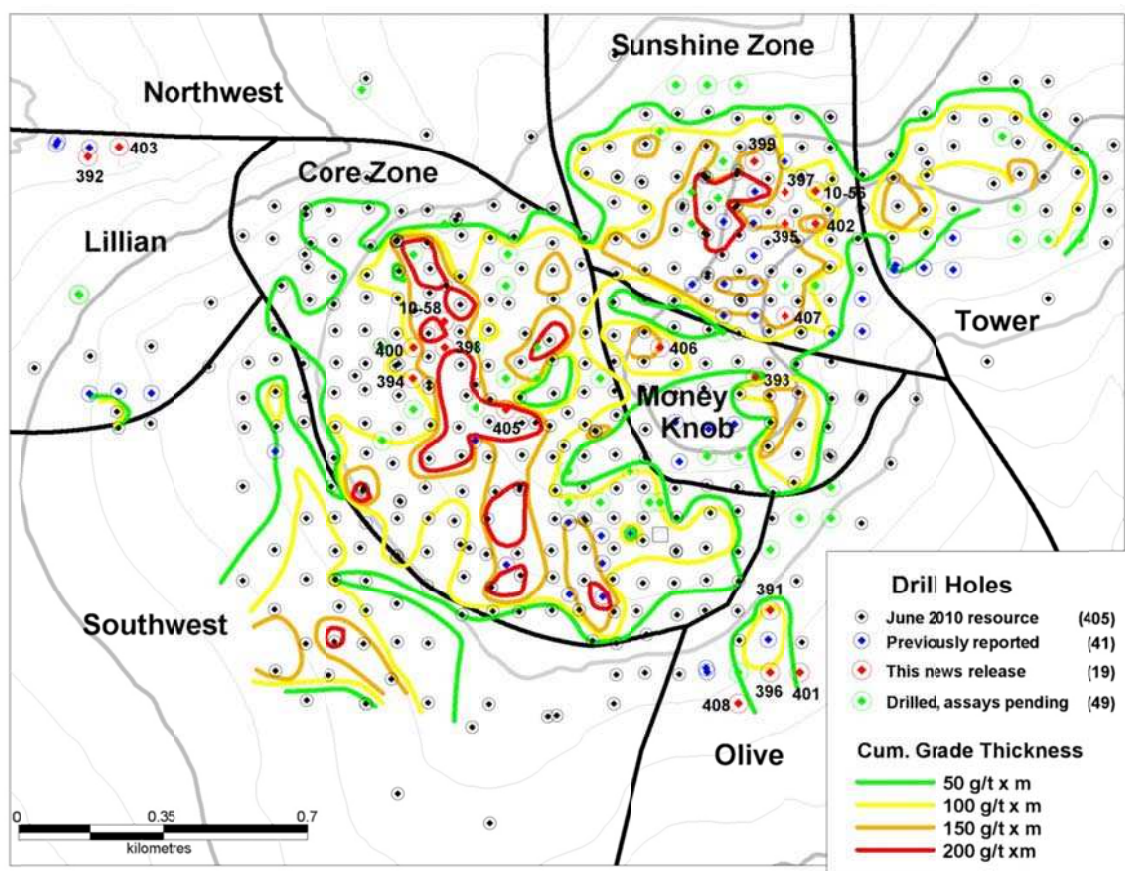 Sunshine Zone
Northwest
399
403
397
10-56
392
Core Zone
402
395
Lillian
10-58
407
Tower
400
398
406
394
393
Money
Knob
405
391
Southwest
396
401
408
Olive
0
0.35
0.7
kilometres
Drill Holes
June 2010 resource (405)
Previously reported (41)
This news release (19)
Drilled, assays pending (49)
Cum. Grade Thickness
50 g/t x m
100 g/t x m
150 g/t x m
200 g/t xm